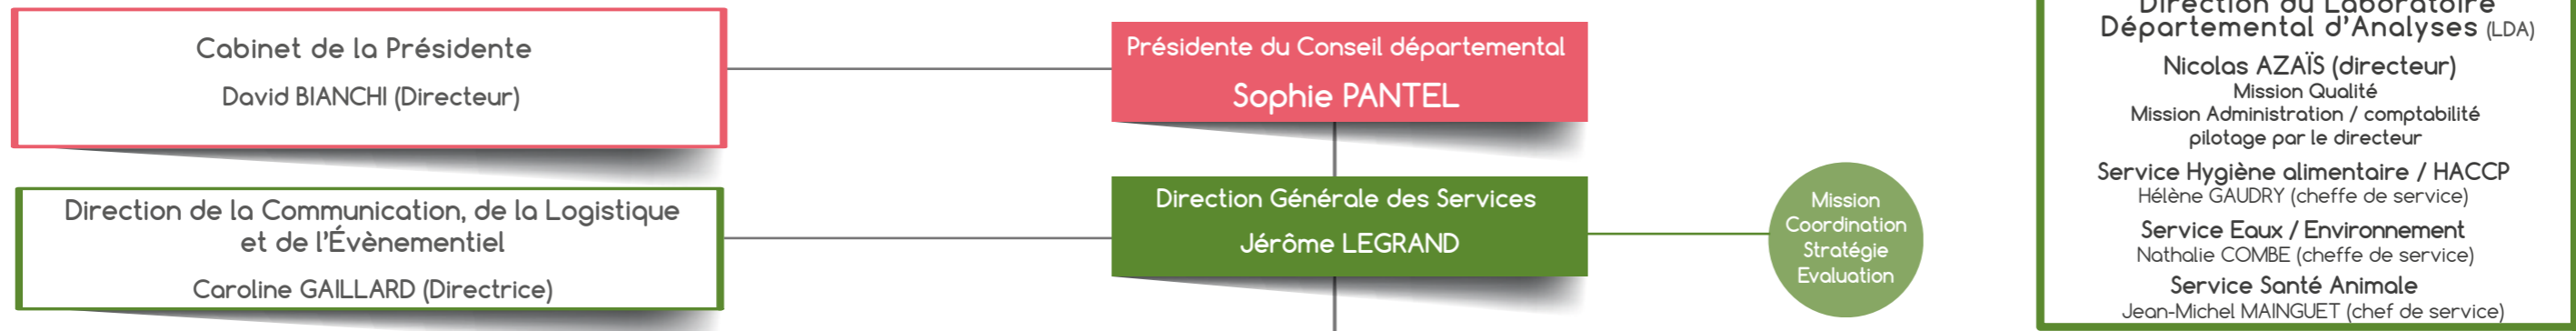 Cabinet de la Présidente
David BIANCHI (Directeur)
Direction de la Communication, de la Logistique
et de l'Évènementiel
Caroline GAILLARD (Directrice)
Présidente du Conseil départemental
Sophie PANTEL
Direction Générale des Services
Jérôme LEGRAND
Mission
Coordination
Stratégie
Evaluation
Direction du Laboratoire
Départemental d'Analyses (LDA)
Nicolas AZAÏS (directeur)
Mission Qualité
Mission Administration / comptabilité
pilotage par le directeur
Service Hygiène alimentaire / HACCP
Hélène GAUDRY (cheffe de service)
Service Eaux / Environnement
Nathalie COMBE (cheffe de service)
Service Santé Animale
Jean-Michel MAINGUET (chef de service)